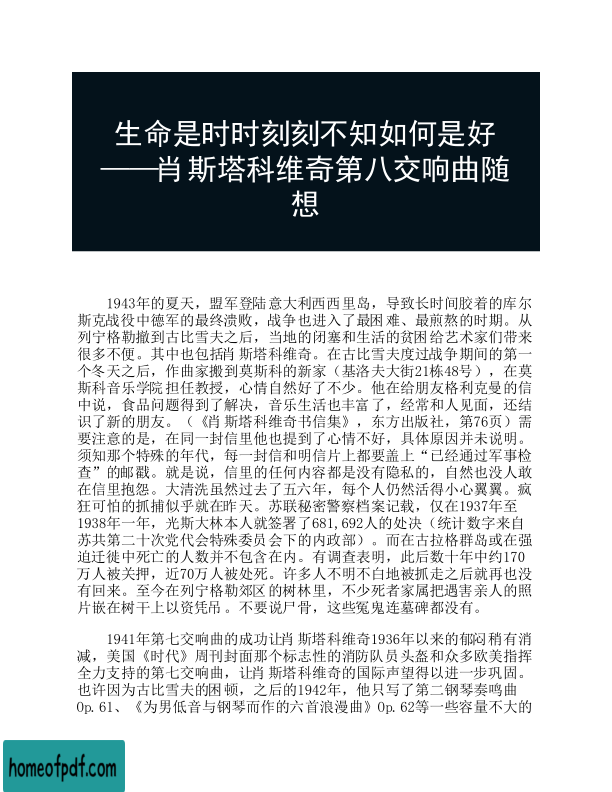 生命是时时刻刻不知如何是好
——肖斯塔科维奇第八交响曲随
想
1943年的夏天，盟军登陆意大利西西里岛，导致长时间胶着的库尔
斯克战役中德军的最终溃败，战争也进入了最困难、最煎熬的时期。从
列宁格勒撤到古比雪夫之后，当地的闭塞和生活的贫困给艺术家们带来
很多不便。其中也包括肖斯塔科维奇。在古比雪夫度过战争期间的第一
个冬天之后，作曲家搬到莫斯科的新家（基洛夫大街21栋48号），在莫
斯科音乐学院担任教授，心情自然好了不少。他在给朋友格利克曼的信
中说，食品问题得到了解决，音乐生活也丰富了，经常和人见面，还结
识了新的朋友。（《肖斯塔科维奇书信集》，东方出版社，第76页）需
要注意的是，在同一封信里他也提到了心情不好，具体原因并未说明。
须知那个特殊的年代，每一封信和明信片上都要盖上“已经通过军事检
查”的邮戳。就是说，信里的任何内容都是没有隐私的，自然也没人敢
在信里抱怨。大清洗虽然过去了五六年，每个人仍然活得小心翼翼。疯
狂可怕的抓捕似乎就在昨天。苏联秘密警察档案记载，仅在1937年至
1938年一年，光斯大林本人就签署了681,692人的处决（统计数字来自
苏共第二十次党代会特殊委员会下的内政部）。而在古拉格群岛或在强
迫迁徙中死亡的人数并不包含在内。有调查表明，此后数十年中约170
万人被关押，近70万人被处死。许多人不明不白地被抓走之后就再也没
有回来。至今在列宁格勒郊区的树林里，不少死者家属把遇害亲人的照
片嵌在树干上以资凭吊。不要说尸骨，这些冤鬼连墓碑都没有。
1941年第七交响曲的成功让肖斯塔科维奇1936年以来的郁闷稍有消
减，美国《时代》周刊封面那个标志性的消防队员头盔和众多欧美指挥
全力支持的第七交响曲，让肖斯塔科维奇的国际声望得以进一步巩固。
也许因为古比雪夫的困顿，之后的1942年，他只写了第二钢琴奏鸣曲
Op.61、《为男低音与钢琴而作的六首浪漫曲》Op.62等一些容量不大的
homeofpdf.com